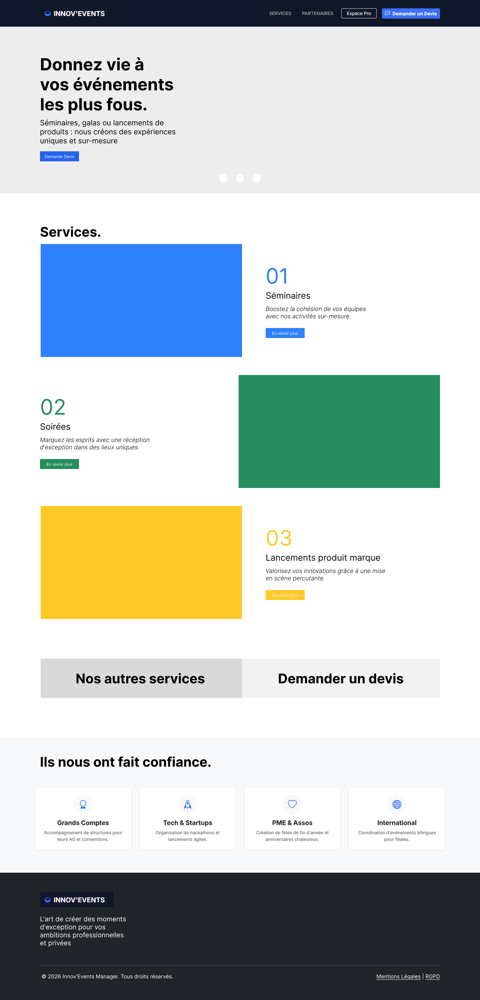 INNOV'EVENTS
SERVICES
PARTENAIRES
Espace Pro
Demander un Devis
Donnez vie à
vos événements
les plus fous.
Séminaires, galas ou lancements de
produits : nous créons des expériences
uniques et sur-mesure
Demande Devis
Services.
01
Séminaires
Boostez la cohésion de vos équipes
avec nos activités sur-mesure.
En savoir plus
02
Soirées
Marquez les esprits avec une réception
d'exception dans des lieux uniques.
En savoir plus
03
Lancements produit marque
Valorisez vos innovations grâce à une mise
en scène percutante.
En savoir plus
Nos autres services
Demander un devis
Ils nous ont fait confiance.
Grands Comptes
Accompagnement de structures pour
leurs AG et conventions.
Tech & Startups
Organisation de hackathons et
lancements agiles.
PME & Assos
Création de fêtes de fin d'année et
anniversaires chaleureux.
International
Coordination d'événements bilingues
pour filiales.
INNOV'EVENTS
L'art de créer des moments
d'exception pour vos
ambitions professionnelles
et privées
© 2026 Innov'Events Manager. Tous droits réservés.
Mentions Légales | RGPD